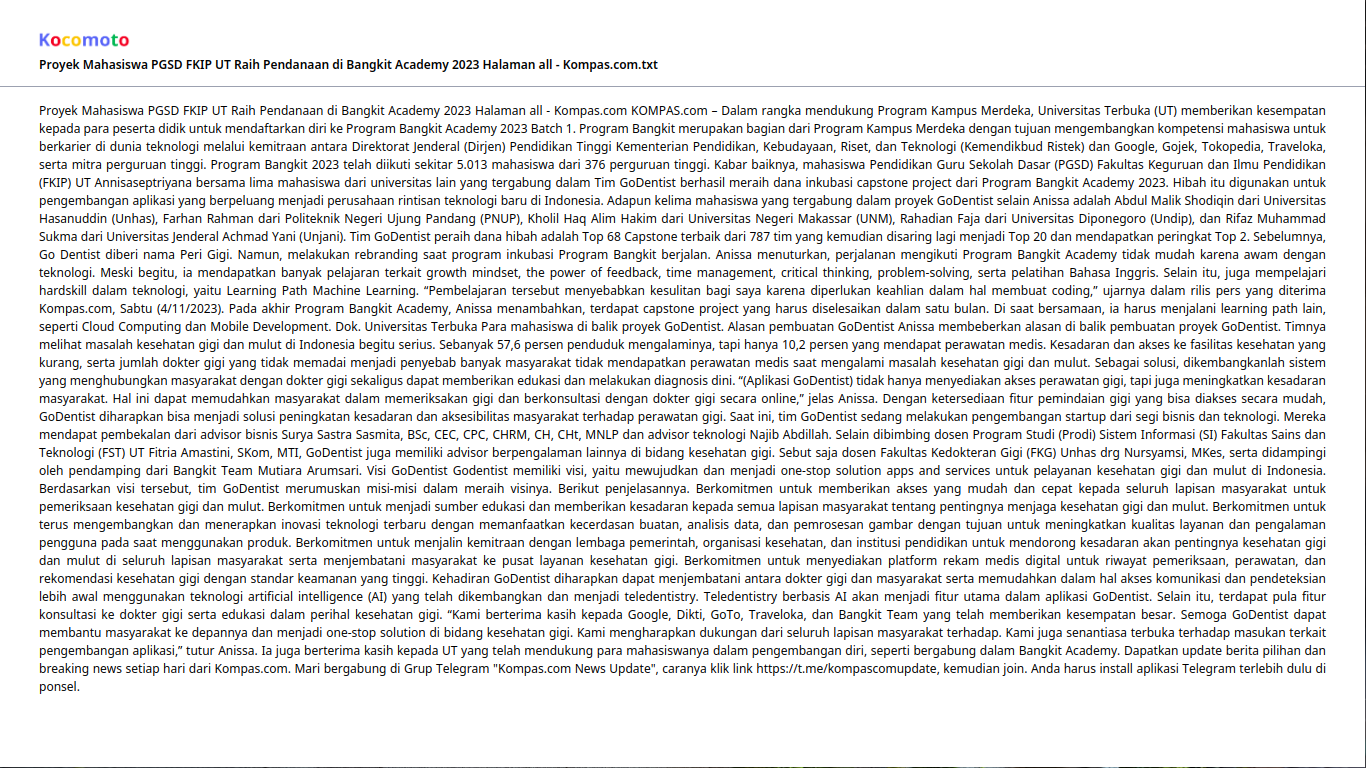 Kocomoto
Proyek Mahasiswa PGSD FKIP UT Raih Pendanaan di Bangkit Academy 2023 Halaman all - Kompas.com.txt
Proyek Mahasiswa PGSD FKIP UT Raih Pendanaan di Bangkit Academy 2023 Halaman all - Kompas.com KOMPAS.com – Dalam rangka mendukung Program Kampus Merdeka, Universitas Terbuka (UT) memberikan kesempatan
kepada para peserta didik untuk mendaftarkan diri ke Program Bangkit Academy 2023 Batch 1. Program Bangkit merupakan bagian dari Program Kampus Merdeka dengan tujuan mengembangkan kompetensi mahasiswa untuk
berkarier di dunia teknologi melalui kemitraan antara Direktorat Jenderal (Dirjen) Pendidikan Tinggi Kementerian Pendidikan, Kebudayaan, Riset, dan Teknologi (Kemendikbud Ristek) dan Google, Gojek, Tokopedia, Traveloka,
serta mitra perguruan tinggi. Program Bangkit 2023 telah diikuti sekitar 5.013 mahasiswa dari 376 perguruan tinggi. Kabar baiknya, mahasiswa Pendidikan Guru Sekolah Dasar (PGSD) Fakultas Keguruan dan Ilmu Pendidikan
(FKIP) UT Annisaseptriyana bersama lima mahasiswa dari universitas lain yang tergabung dalam Tim GoDentist berhasil meraih dana inkubasi capstone project dari Program Bangkit Academy 2023. Hibah itu digunakan untuk
pengembangan aplikasi yang berpeluang menjadi perusahaan rintisan teknologi baru di Indonesia. Adapun kelima mahasiswa yang tergabung dalam proyek GoDentist selain Anissa adalah Abdul Malik Shodiqin dari Universitas
Hasanuddin (Unhas), Farhan Rahman dari Politeknik Negeri Ujung Pandang (PNUP), Kholil Haq Alim Hakim dari Universitas Negeri Makassar (UNM), Rahadian Faja dari Universitas Diponegoro (Undip), dan Rifaz Muhammad
Sukma dari Universitas Jenderal Achmad Yani (Unjani). Tim GoDentist peraih dana hibah adalah Top 68 Capstone terbaik dari 787 tim yang kemudian disaring lagi menjadi Top 20 dan mendapatkan peringkat Top 2. Sebelumnya,
Go Dentist diberi nama Peri Gigi. Namun, melakukan rebranding saat program inkubasi Program Bangkit berjalan. Anissa menuturkan, perjalanan mengikuti Program Bangkit Academy tidak mudah karena awam dengan
teknologi. Meski begitu, ia mendapatkan banyak pelajaran terkait growth mindset, the power of feedback, time management, critical thinking, problem-solving, serta pelatihan Bahasa Inggris. Selain itu, juga mempelajari
hardskill dalam teknologi, yaitu Learning Path Machine Learning. “Pembelajaran tersebut menyebabkan kesulitan bagi saya karena diperlukan keahlian dalam hal membuat coding,” ujarnya dalam rilis pers yang diterima
Kompas.com, Sabtu (4/11/2023). Pada akhir Program Bangkit Academy, Anissa menambahkan, terdapat capstone project yang harus diselesaikan dalam satu bulan. Di saat bersamaan, ia harus menjalani learning path lain,
seperti Cloud Computing dan Mobile Development. Dok. Universitas Terbuka Para mahasiswa di balik proyek GoDentist. Alasan pembuatan GoDentist Anissa membeberkan alasan di balik pembuatan proyek GoDentist. Timnya
melihat masalah kesehatan gigi dan mulut di Indonesia begitu serius. Sebanyak 57,6 persen penduduk mengalaminya, tapi hanya 10,2 persen yang mendapat perawatan medis. Kesadaran dan akses ke fasilitas kesehatan yang
kurang, serta jumlah dokter gigi yang tidak memadai menjadi penyebab banyak masyarakat tidak mendapatkan perawatan medis saat mengalami masalah kesehatan gigi dan mulut. Sebagai solusi, dikembangkanlah sistem
yang menghubungkan masyarakat dengan dokter gigi sekaligus dapat memberikan edukasi dan melakukan diagnosis dini. “(Aplikasi GoDentist) tidak hanya menyediakan akses perawatan gigi, tapi juga meningkatkan kesadaran
masyarakat. Hal ini dapat memudahkan masyarakat dalam memeriksakan gigi dan berkonsultasi dengan dokter gigi secara online,” jelas Anissa. Dengan ketersediaan fitur pemindaian gigi yang bisa diakses secara mudah,
GoDentist diharapkan bisa menjadi solusi peningkatan kesadaran dan aksesibilitas masyarakat terhadap perawatan gigi. Saat ini, tim GoDentist sedang melakukan pengembangan startup dari segi bisnis dan teknologi. Mereka
mendapat pembekalan dari advisor bisnis Surya Sastra Sasmita, BSc, CEC, CPC, CHRM, CH, CHt, MNLP dan advisor teknologi Najib Abdillah. Selain dibimbing dosen Program Studi (Prodi) Sistem Informasi (SI) Fakultas Sains dan
Teknologi (FST) UT Fitria Amastini, SKom, MTI, GoDentist juga memiliki advisor berpengalaman lainnya di bidang kesehatan gigi. Sebut saja dosen Fakultas Kedokteran Gigi (FKG) Unhas drg Nursyamsi, MKes, serta didampingi
oleh pendamping dari Bangkit Team Mutiara Arumsari. Visi GoDentist Godentist memiliki visi, yaitu mewujudkan dan menjadi one-stop solution apps and services untuk pelayanan kesehatan gigi dan mulut di Indonesia.
Berdasarkan visi tersebut, tim GoDentist merumuskan misi-misi dalam meraih visinya. Berikut penjelasannya. Berkomitmen untuk memberikan akses yang mudah dan cepat kepada seluruh lapisan masyarakat untuk
pemeriksaan kesehatan gigi dan mulut. Berkomitmen untuk menjadi sumber edukasi dan memberikan kesadaran kepada semua lapisan masyarakat tentang pentingnya menjaga kesehatan gigi dan mulut. Berkomitmen untuk
terus mengembangkan dan menerapkan inovasi teknologi terbaru dengan memanfaatkan kecerdasan buatan, analisis data, dan pemrosesan gambar dengan tujuan untuk meningkatkan kualitas layanan dan pengalaman
pengguna pada saat menggunakan produk. Berkomitmen untuk menjalin kemitraan dengan lembaga pemerintah, organisasi kesehatan, dan institusi pendidikan untuk mendorong kesadaran akan pentingnya kesehatan gigi
dan mulut di seluruh lapisan masyarakat serta menjembatani masyarakat ke pusat layanan kesehatan gigi. Berkomitmen untuk menyediakan platform rekam medis digital untuk riwayat pemeriksaan, perawatan, dan
rekomendasi kesehatan gigi dengan standar keamanan yang tinggi. Kehadiran GoDentist diharapkan dapat menjembatani antara dokter gigi dan masyarakat serta memudahkan dalam hal akses komunikasi dan pendeteksian
lebih awal menggunakan teknologi artificial intelligence (AI) yang telah dikembangkan dan menjadi teledentistry. Teledentistry berbasis AI akan menjadi fitur utama dalam aplikasi GoDentist. Selain itu, terdapat pula fitur
konsultasi ke dokter gigi serta edukasi dalam perihal kesehatan gigi. “Kami berterima kasih kepada Google, Dikti, GoTo, Traveloka, dan Bangkit Team yang telah memberikan kesempatan besar. Semoga GoDentist dapat
membantu masyarakat ke depannya dan menjadi one-stop solution di bidang kesehatan gigi. Kami mengharapkan dukungan dari seluruh lapisan masyarakat terhadap. Kami juga senantiasa terbuka terhadap masukan terkait
pengembangan aplikasi,” tutur Anissa. Ia juga berterima kasih kepada UT yang telah mendukung para mahasiswanya dalam pengembangan diri, seperti bergabung dalam Bangkit Academy. Dapatkan update berita pilihan dan
breaking news setiap hari dari Kompas.com. Mari bergabung di Grup Telegram "Kompas.com News Update", caranya klik link https://t.me/kompascomupdate, kemudian join. Anda harus install aplikasi Telegram terlebih dulu di
ponsel.